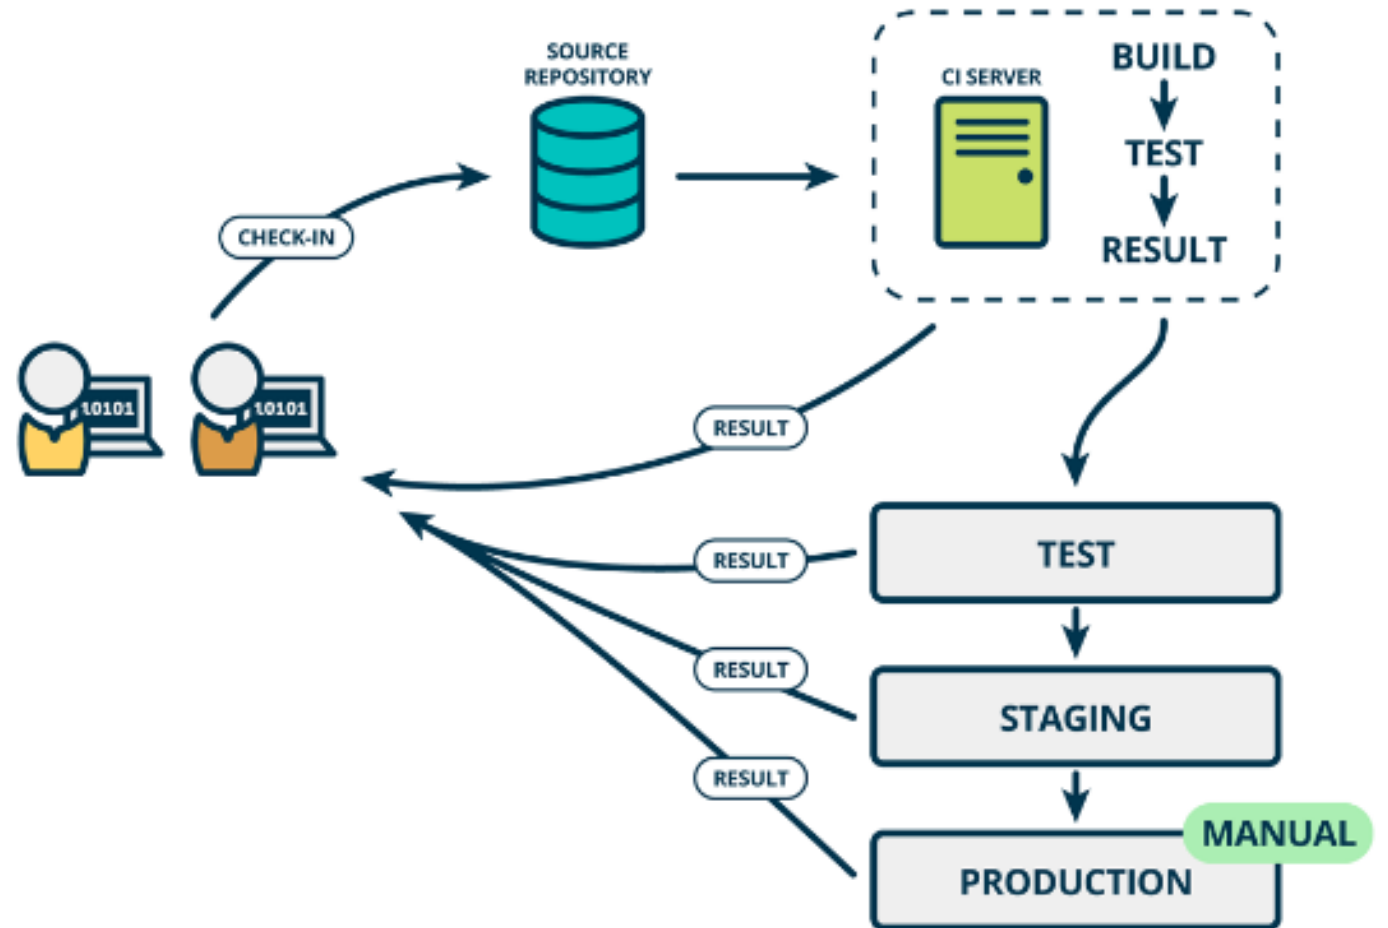 SOURCE
REPOSITORY
CI SERVER
BUILD
TEST
RESULT
CHECK-IN
10101
10101
RESULT
RESULT
TEST
RESULT
STAGING
RESULT
MANUAL
PRODUCTION